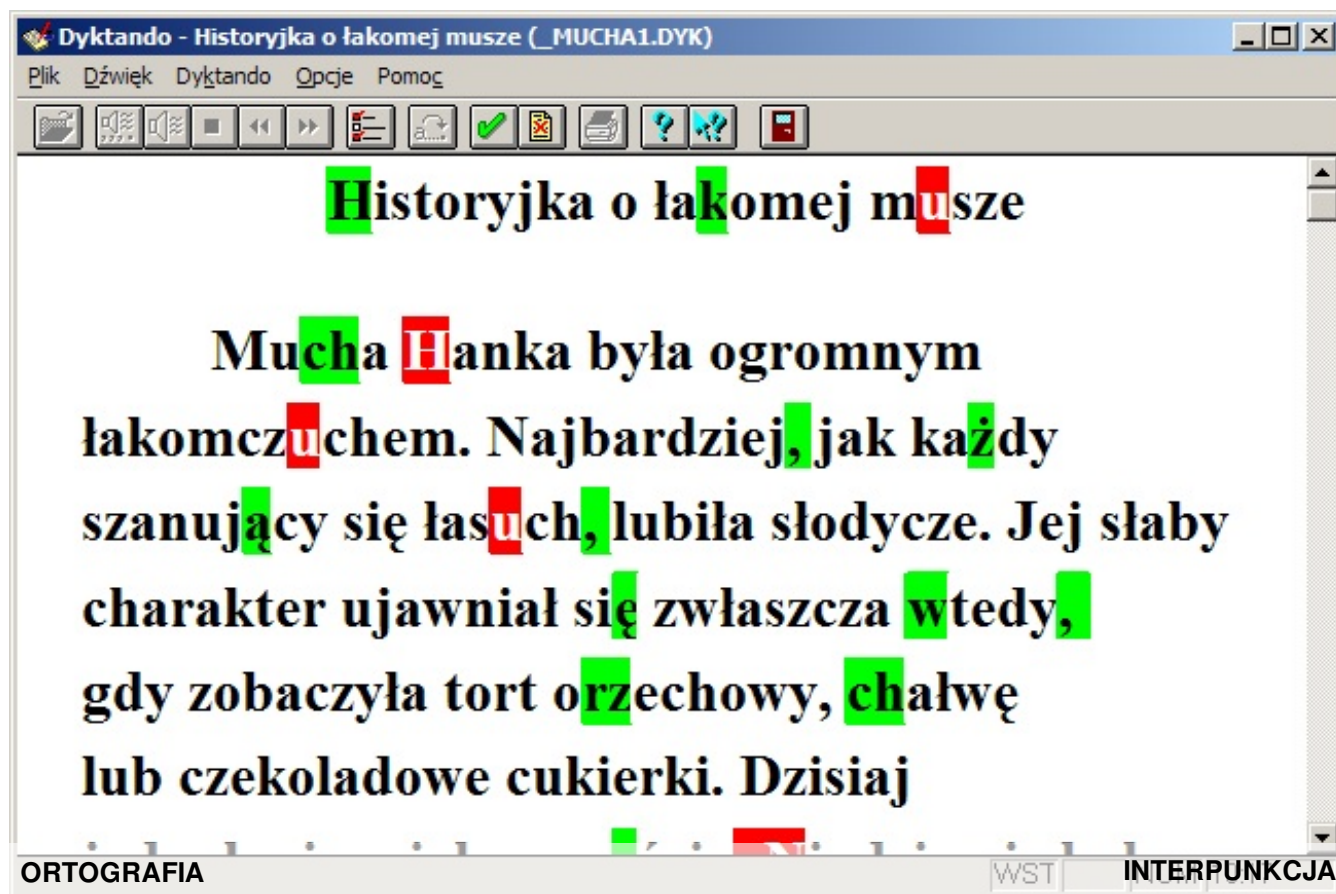 Dyktando - Historyjka o łakomej musze (_MUCHA1.DYK)
Plik Dźwięk Dyktando Opcje Pomoc
Historyjka o łakomej musze
Mucha Hanka była ogromnym
łakomczuchem. Najbardziej, jak każdy
szanujący się łasuch, lubiła słodycze. Jej słaby
charakter ujawniał się zwłaszcza wtedy,
gdy zobaczyła tort orzechowy, chałwę
lub czekoladowe cukierki. Dzisiaj
ORTOGRAFIA WST INTERPUNKCJA